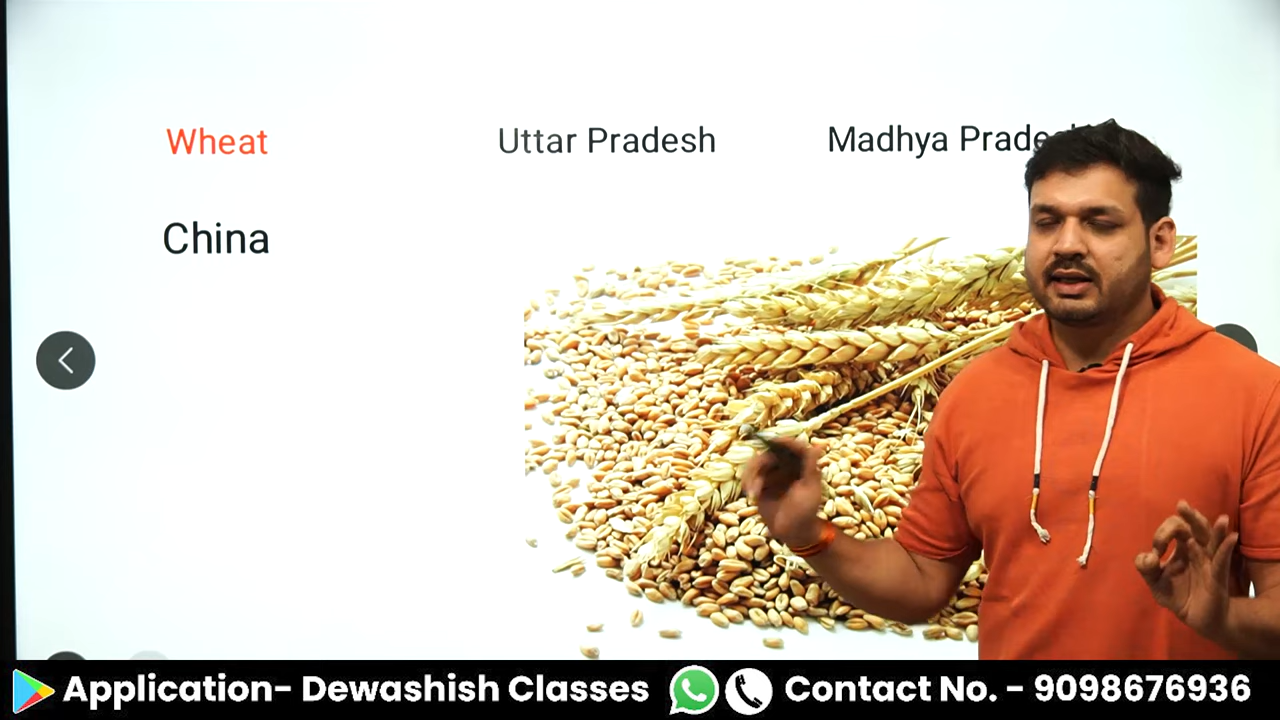 Wheat Uttar Pradesh Madhya
China
Application- Dewashish Classes Contact No. - 9098676936